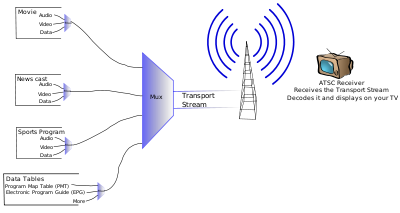 Movie
Audio
Video
Data
News cast
Audio
Video
Data
Sports Program
Audio
Video
Data
Data Tables
Program Map Table (PMT)
Electronic Program Guide (EPG)
More
Mux
Transport
Stream
ATSC Receiver
Receives the Transport Stream
Decodes it and displays on your TV